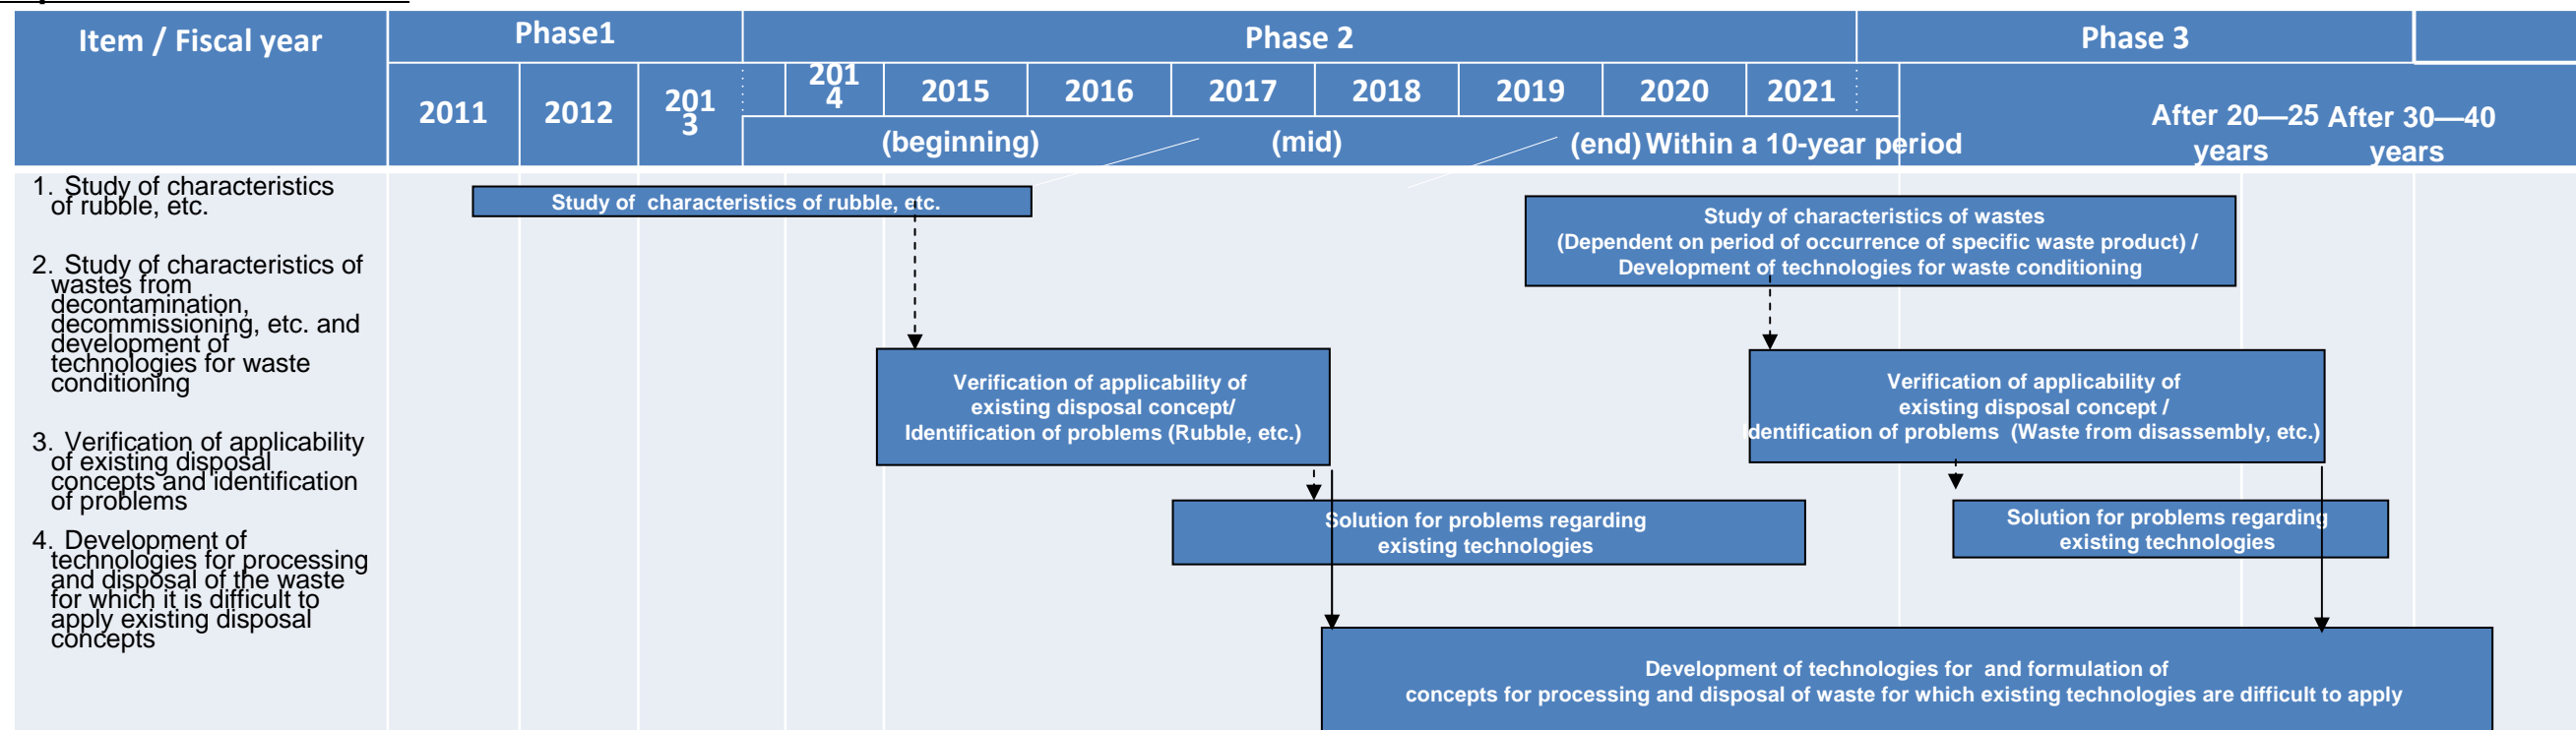 Item / Fiscal year
Phase1
Phase 2
Phase 3
2011
2012
201
3
201
4
2015
2016
2017
2018
2019
2020
2021
(beginning)
(mid)
(end) Within a 10-year period
After 20—25
years
After 30—40
years
1. Study of characteristics
of rubble, etc.
2. Study of characteristics of
wastes from
decontamination,
decommissioning, etc. and
development of
technologies for waste
conditioning
3. Verification of applicability
of existing disposal
concepts and identification
of problems
4. Development of
technologies for processing
and disposal of the waste
for which it is difficult to
apply existing disposal
concepts
Study of characteristics of rubble, etc.
Study of characteristics of wastes
(Dependent on period of occurrence of specific waste product) /
Development of technologies for waste conditioning
Verification of applicability of
existing disposal concept/
Identification of problems (Rubble, etc.)
Verification of applicability of
existing disposal concept /
Identification of problems (Waste from disassembly, etc.)
Solution for problems regarding
existing technologies
Solution for problems regarding
existing technologies
Development of technologies for and formulation of
concepts for processing and disposal of waste for which existing technologies are difficult to apply